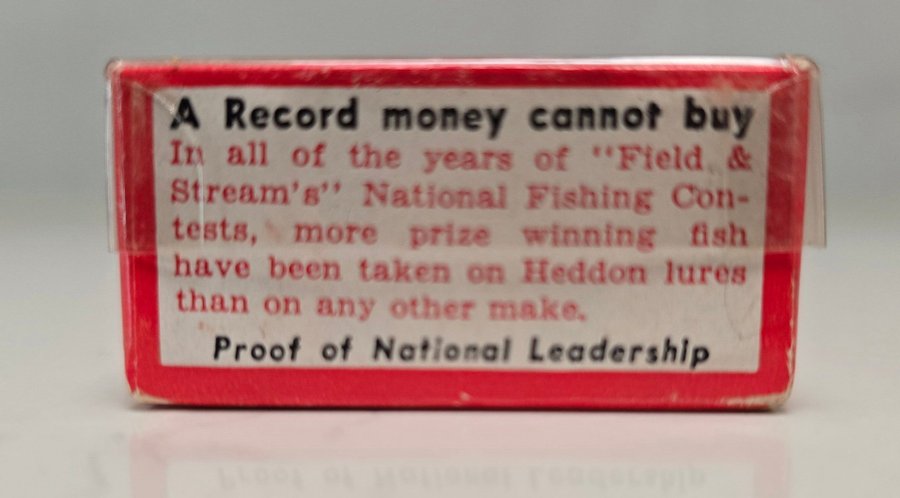 A Record money cannot buy
In all of the years of "Field & 
Stream's" National Fishing Con-
tests, more prize winning fish
have been taken on Heddon lures
than on any other make.
Proof of National Leadership